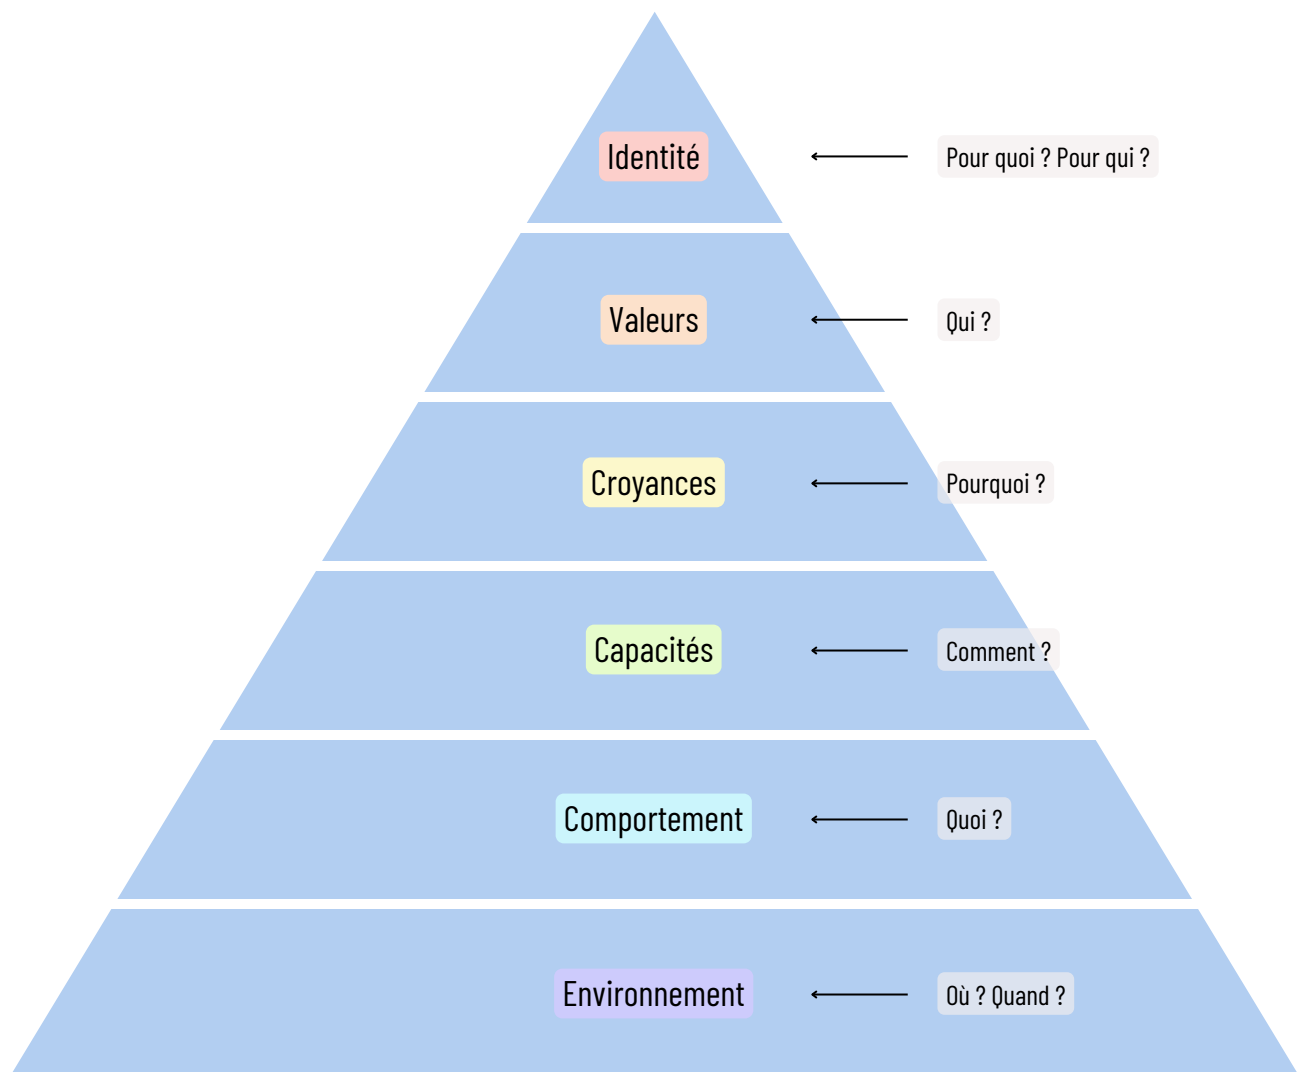 Identité
Pour quoi ? Pour qui ?
Valeurs
Qui ?
Croyances
Pourquoi ?
Capacités
Comment ?
Comportement
Quoi ?
Environnement
Où ? Quand ?